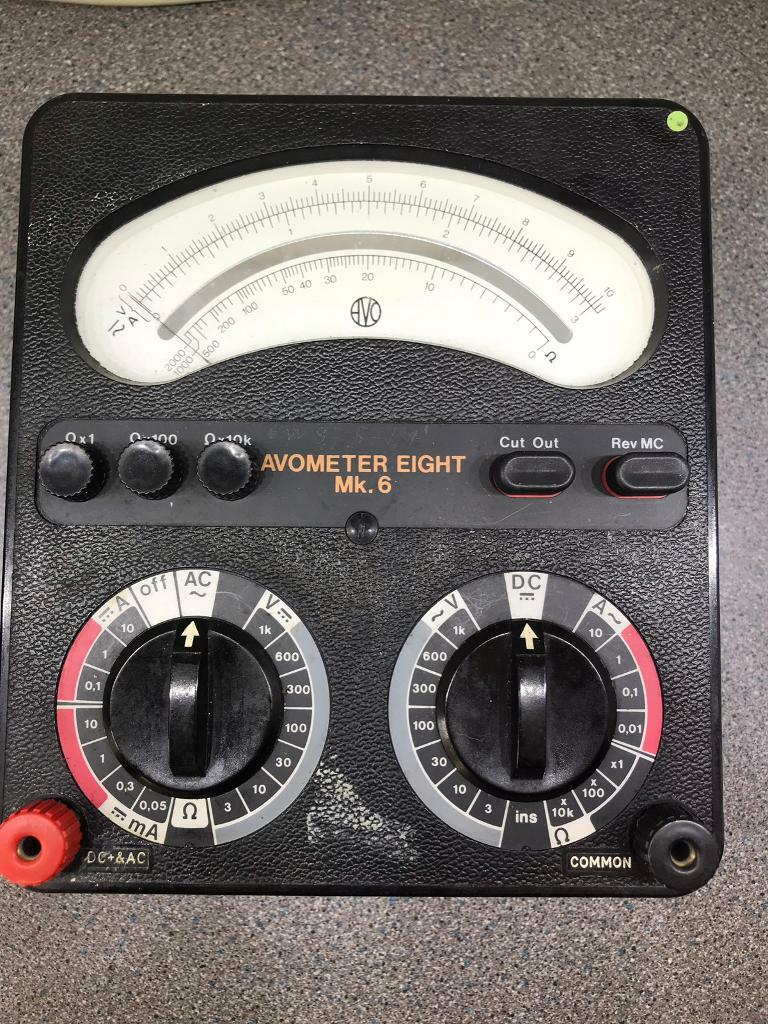 0 1 2 3 4 5 6 7 8 9 10
V A Ω
0 1 2 3
2000 1000 500 200 100 50 40 30 20 10 0 Ω
AVO
Ωx1 Ωx100 Ωx10k
Cut Out
Rev MC
AVOMETER EIGHT
Mk.6
off AC ~ V⎓ 1k 600 300 100 30 10 3 Ω
⎓A 10 1 0,1
10 1 0,3 0,05 ⎓mA
DC ⎓ A~ 10 1 0,1 0,01
x1 x100 x10k Ω
~V 1k 600 300 100 30 10 3 ins
DC+&AC
COMMON